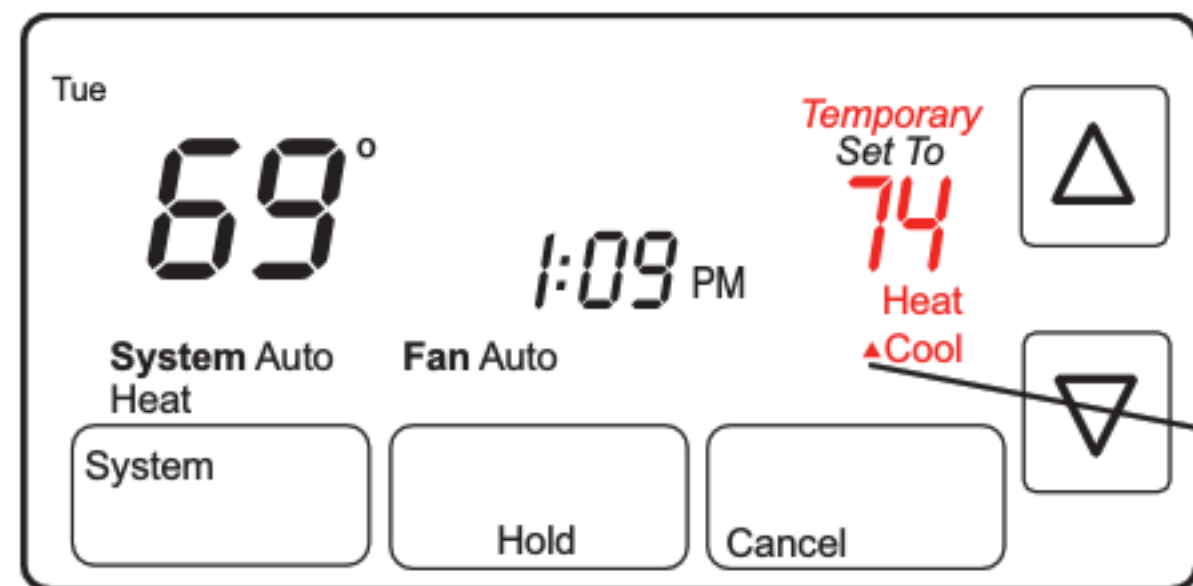 Tue
69°
1:09 PM
Temporary
Set To
74
Heat
▲Cool
System Auto
Heat
Fan Auto
System
Hold
Cancel